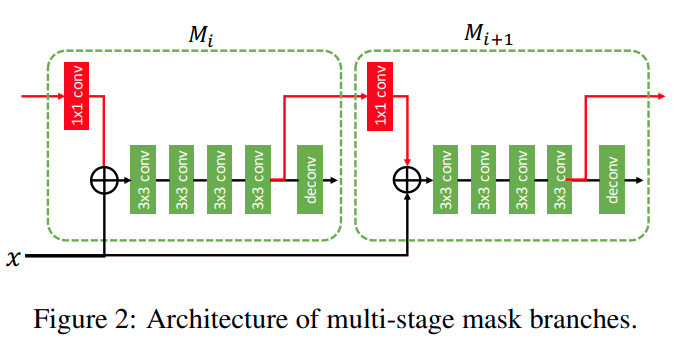 M_i
M_{i+1}
1x1 conv
1x1 conv
3x3 conv
3x3 conv
3x3 conv
3x3 conv
deconv
3x3 conv
3x3 conv
3x3 conv
3x3 conv
deconv
x
Figure 2: Architecture of multi-stage mask branches.